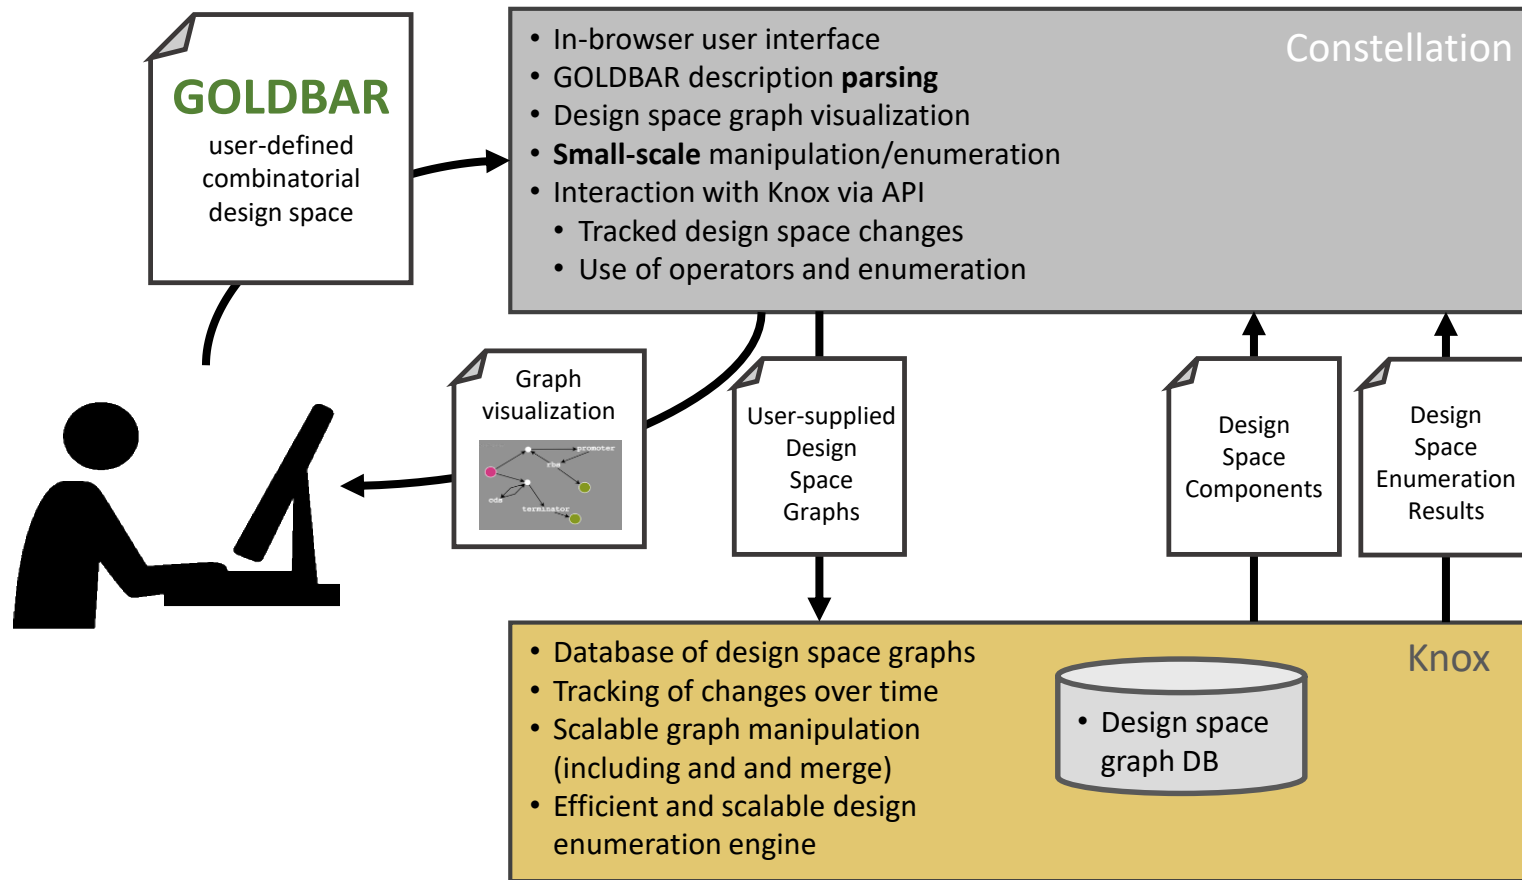 GOLDBAR
user-defined
combinatorial
design space
Constellation
• In-browser user interface
• GOLDBAR description parsing
• Design space graph visualization
• Small-scale manipulation/enumeration
• Interaction with Knox via API
• Tracked design space changes
• Use of operators and enumeration
Graph
visualization
promoter
rbs
cds
terminator
User-supplied
Design
Space
Graphs
Design
Space
Components
Design
Space
Enumeration
Results
Knox
• Database of design space graphs
• Tracking of changes over time
• Scalable graph manipulation
(including and and merge)
• Efficient and scalable design
enumeration engine
• Design space
graph DB